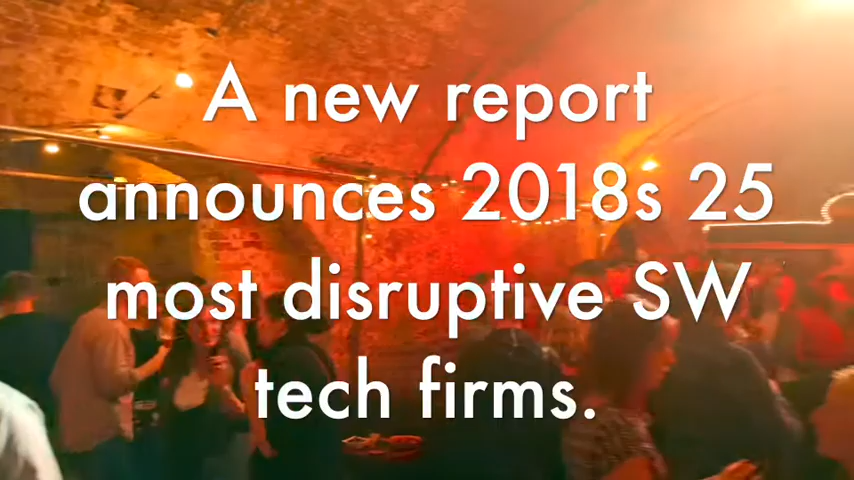 A new report
announces 2018s 25
most disruptive SW
tech firms.